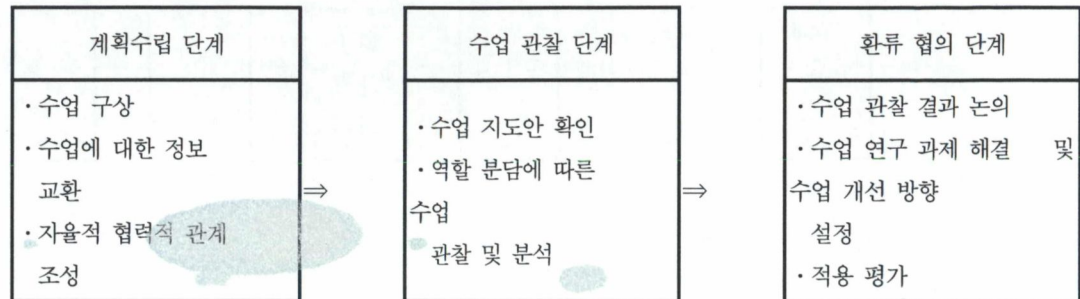 계획수립 단계
· 수업 구상
· 수업에 대한 정보
교환
· 자율적 협력적 관계
조성
⇒
수업 관찰 단계
· 수업 지도안 확인
· 역할 분담에 따른
수업
관찰 및 분석
⇒
환류 협의 단계
· 수업 관찰 결과 논의
· 수업 연구 과제 해결 및
수업 개선 방향
설정
· 적용 평가